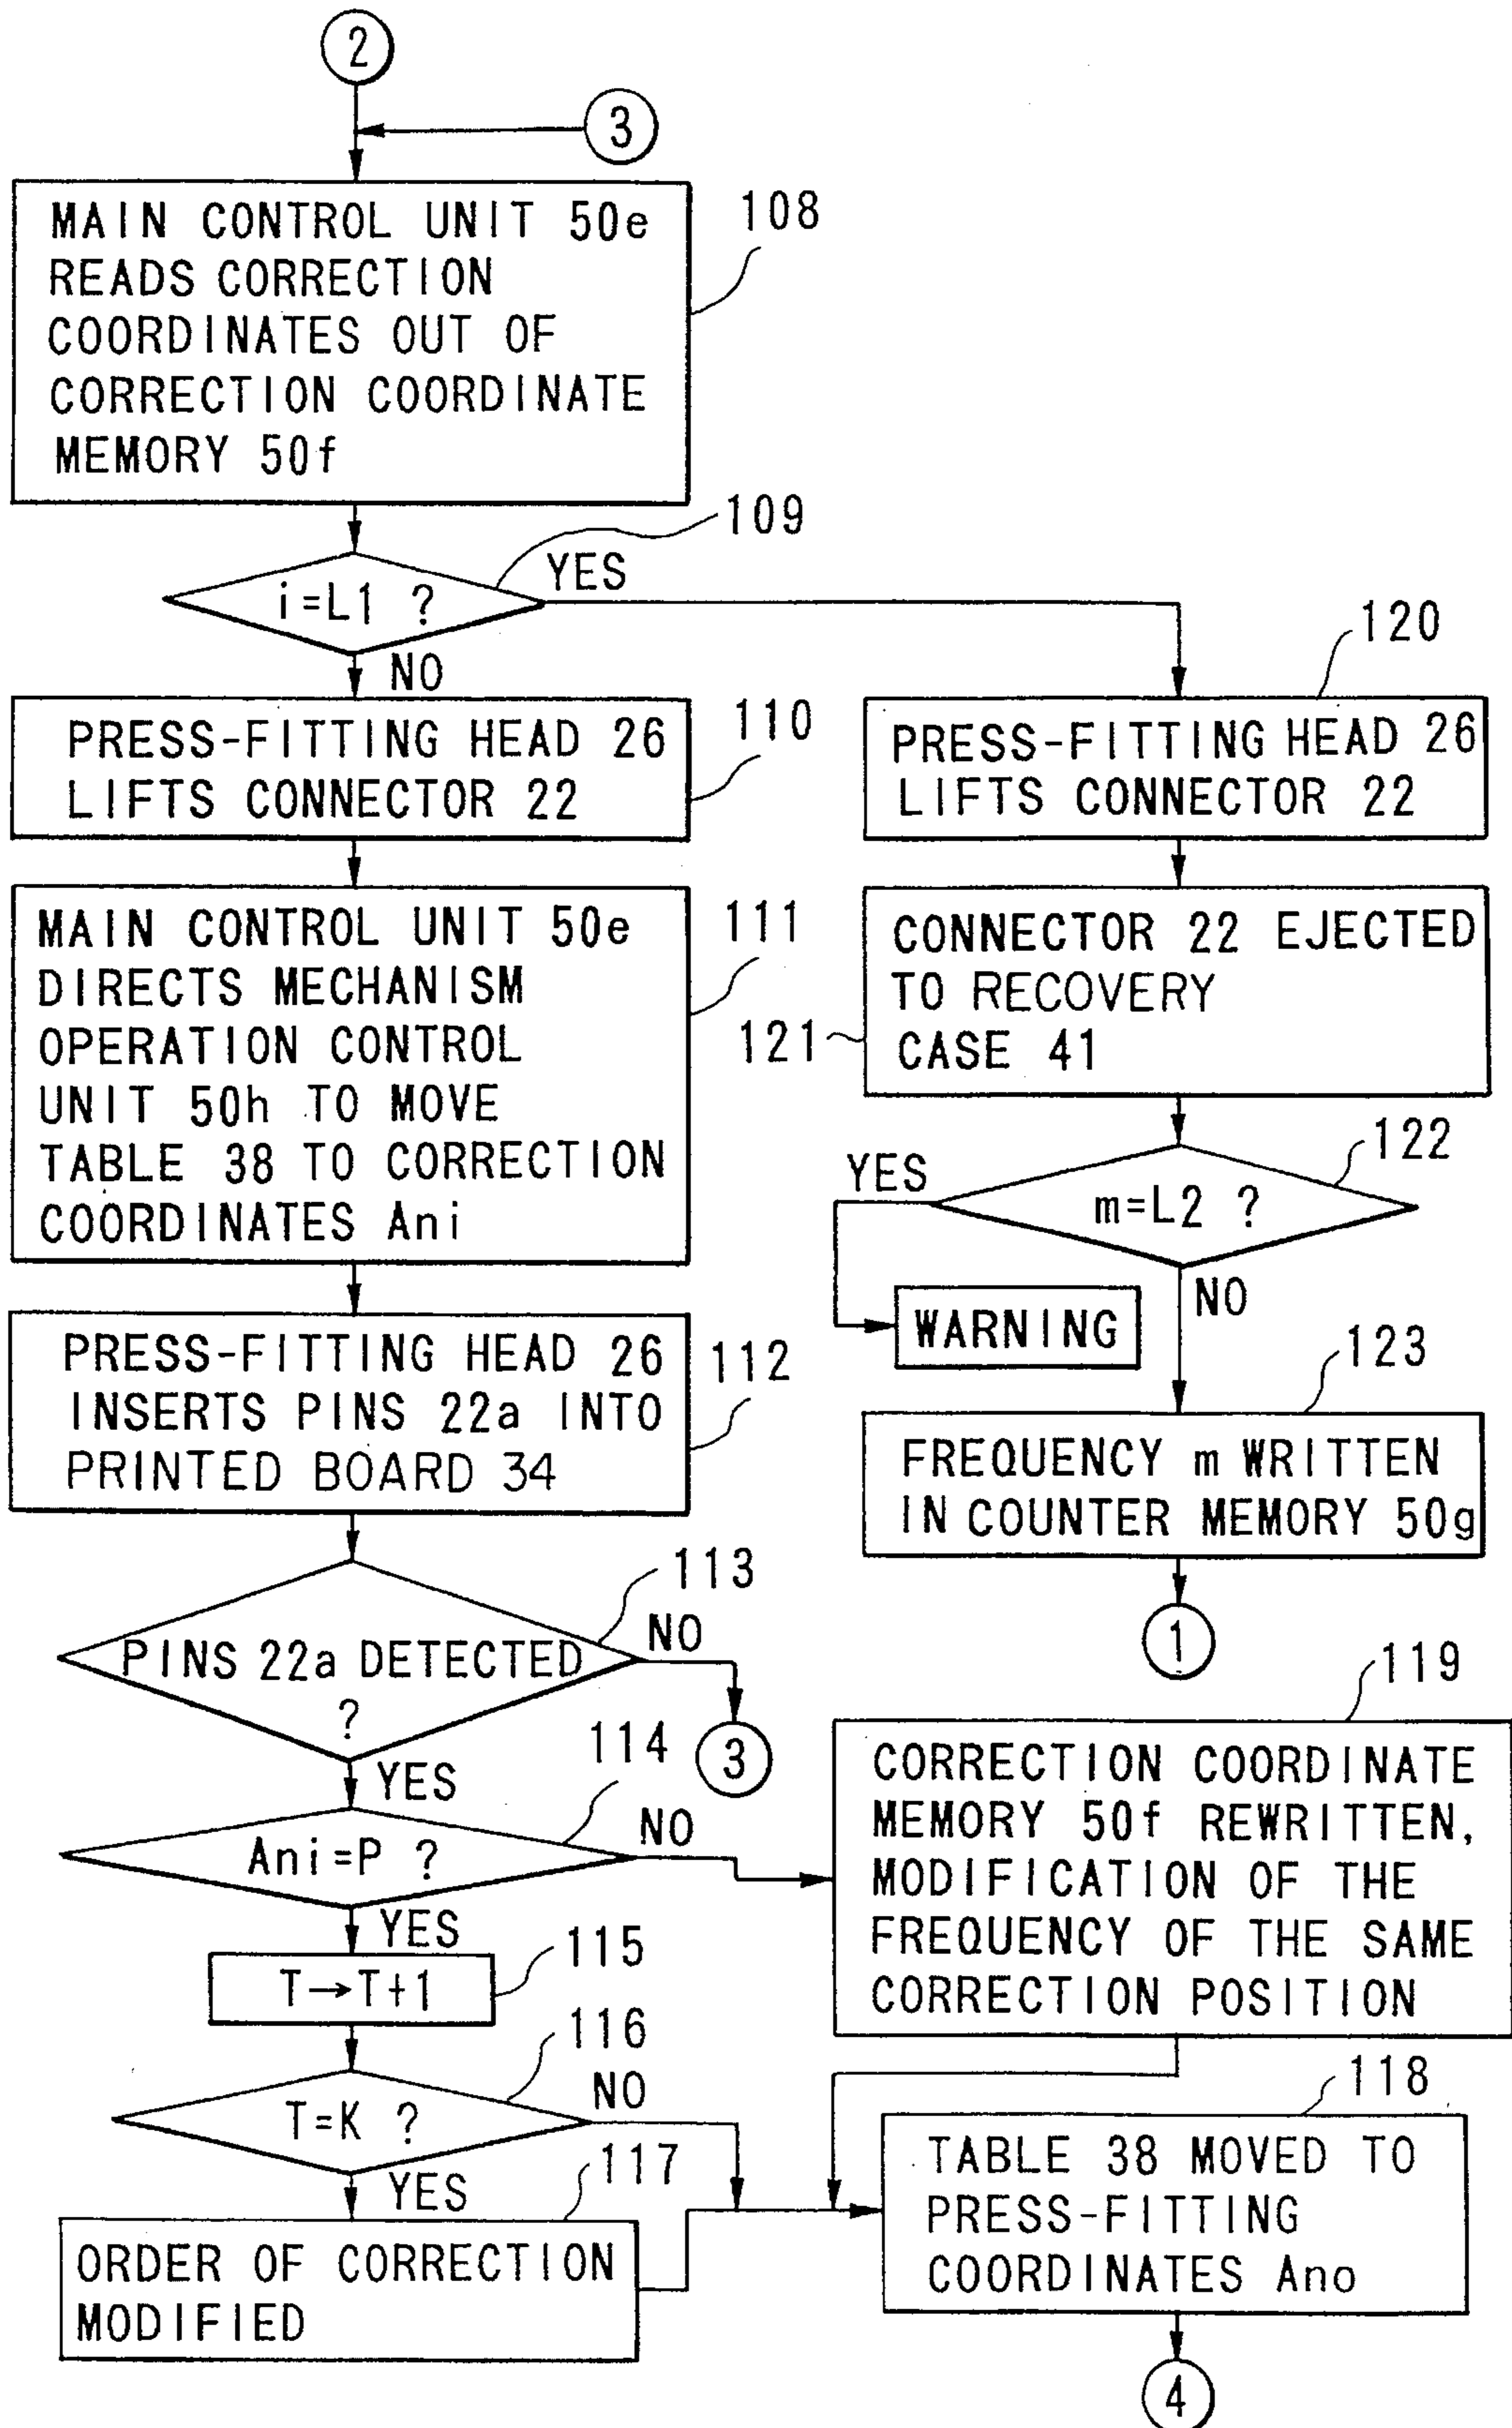 2
3
MAIN CONTROL UNIT 50e
READS CORRECTION
COORDINATES OUT OF
CORRECTION COORDINATE
MEMORY 50f
108
109
i=L1 ?
YES
NO
PRESS-FITTING HEAD 26
LIFTS CONNECTOR 22
110
MAIN CONTROL UNIT 50e
DIRECTS MECHANISM
OPERATION CONTROL
UNIT 50h TO MOVE
TABLE 38 TO CORRECTION
COORDINATES Ani
111
PRESS-FITTING HEAD 26
INSERTS PINS 22a INTO
PRINTED BOARD 34
112
113
PINS 22a DETECTED
?
NO
3
YES
114
Ani=P ?
NO
YES
T→T+1
115
116
T=K ?
NO
YES
117
ORDER OF CORRECTION
MODIFIED
120
PRESS-FITTING HEAD 26
LIFTS CONNECTOR 22
CONNECTOR 22 EJECTED
TO RECOVERY
CASE 41
121
122
YES
m=L2 ?
NO
WARNING
123
FREQUENCY m WRITTEN
IN COUNTER MEMORY 50g
1
119
CORRECTION COORDINATE
MEMORY 50f REWRITTEN,
MODIFICATION OF THE
FREQUENCY OF THE SAME
CORRECTION POSITION
118
TABLE 38 MOVED TO
PRESS-FITTING
COORDINATES Ano
4